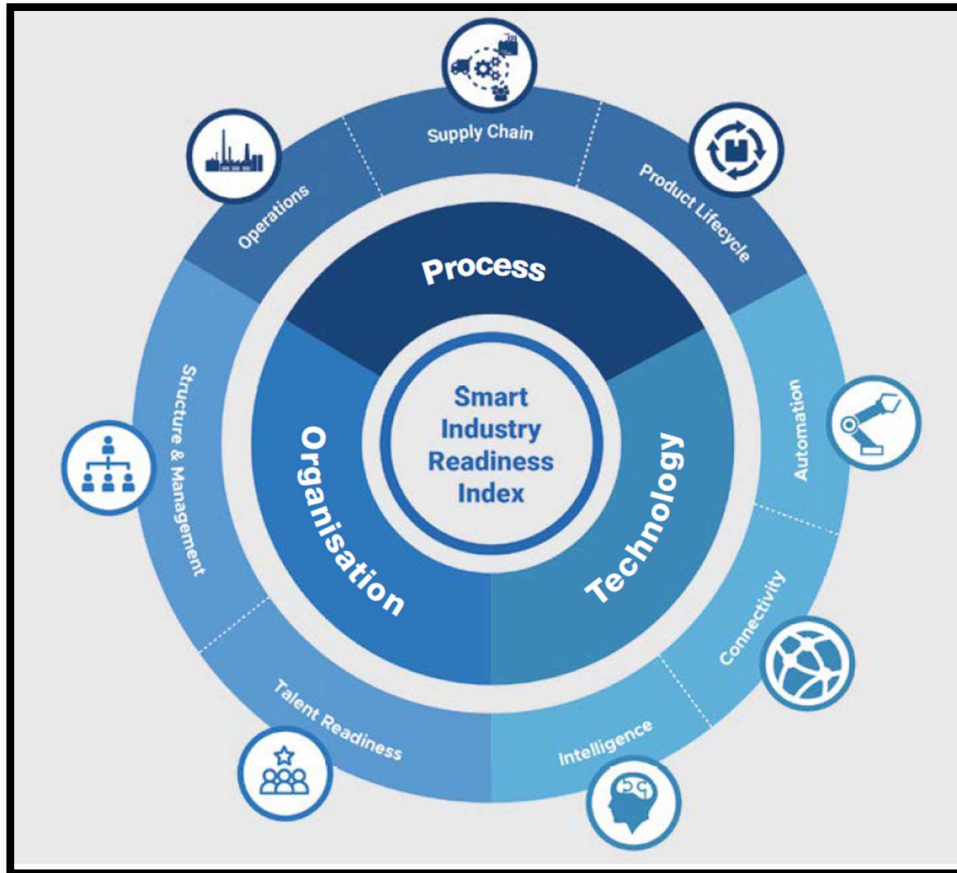 Supply Chain
Operations
Product Lifecycle
Process
Structure & Management
Smart
Industry
Readiness
Index
Automation
Organisation
Technology
Connectivity
Talent Readiness
Intelligence